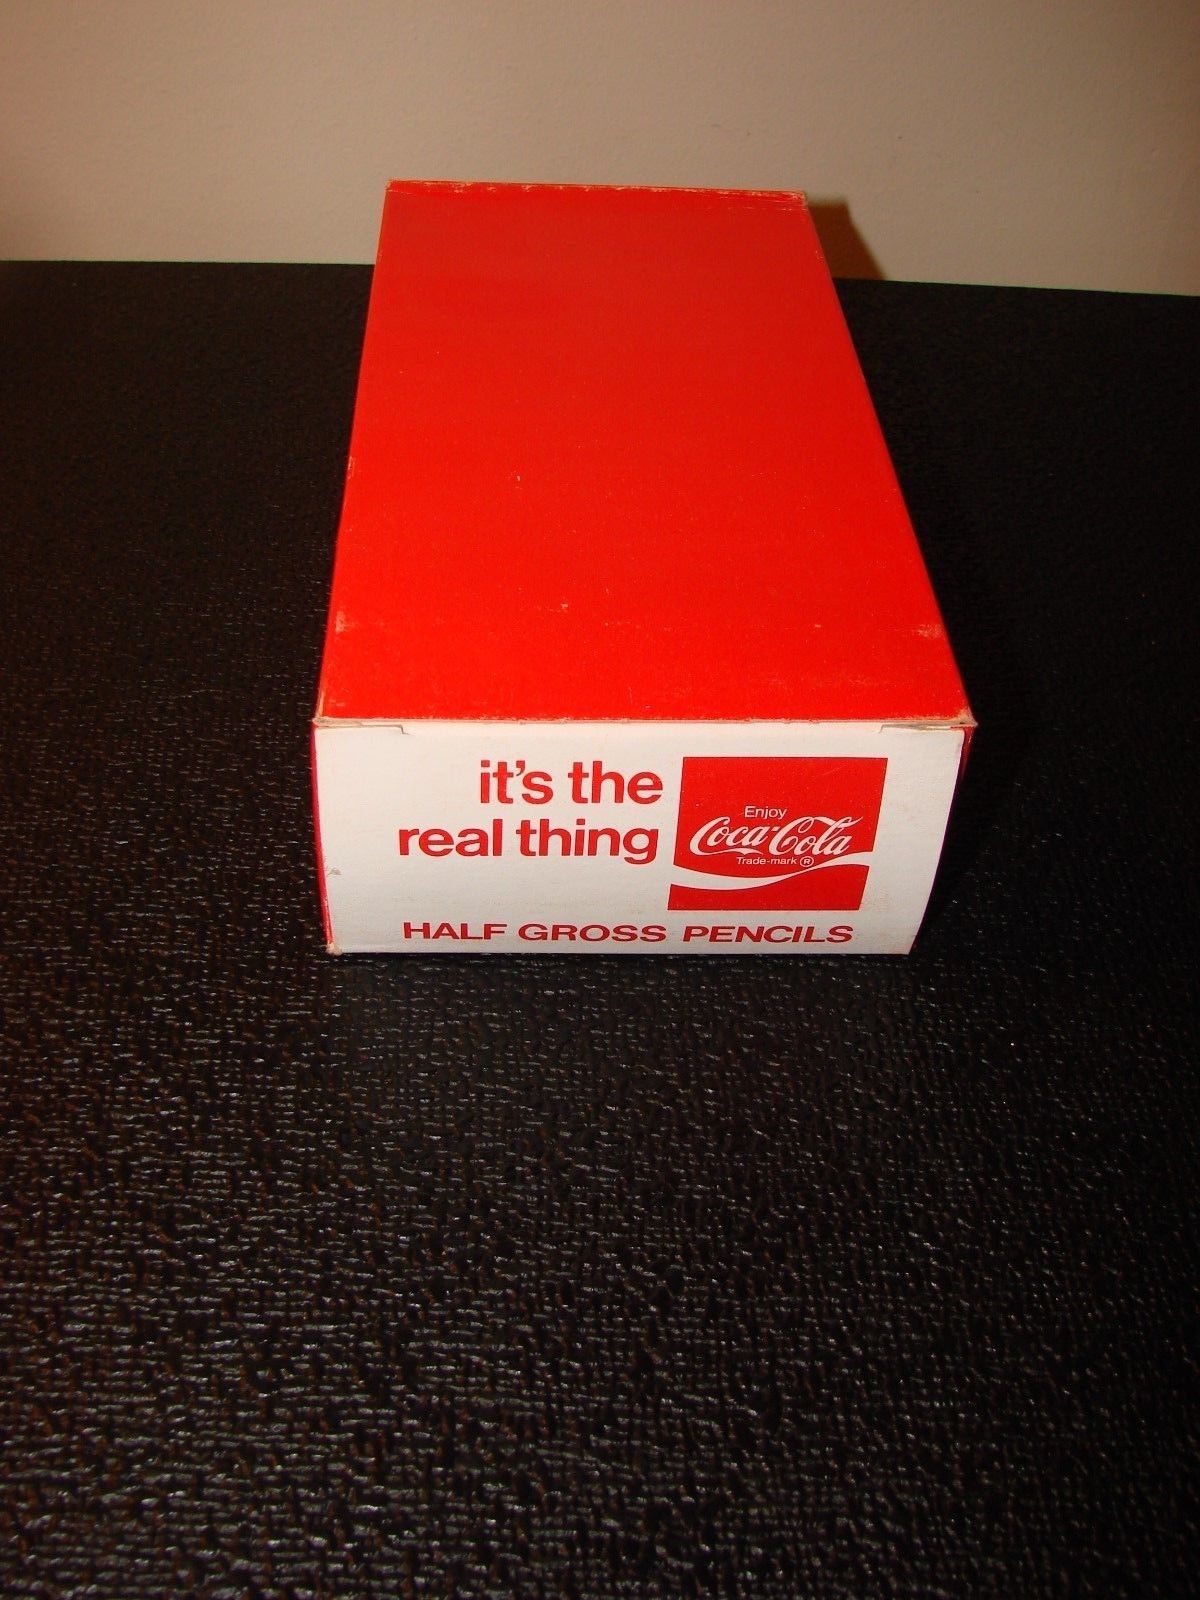 it's the
real thing
Enjoy
Coca-Cola
Trade-mark ®
HALF GROSS PENCILS